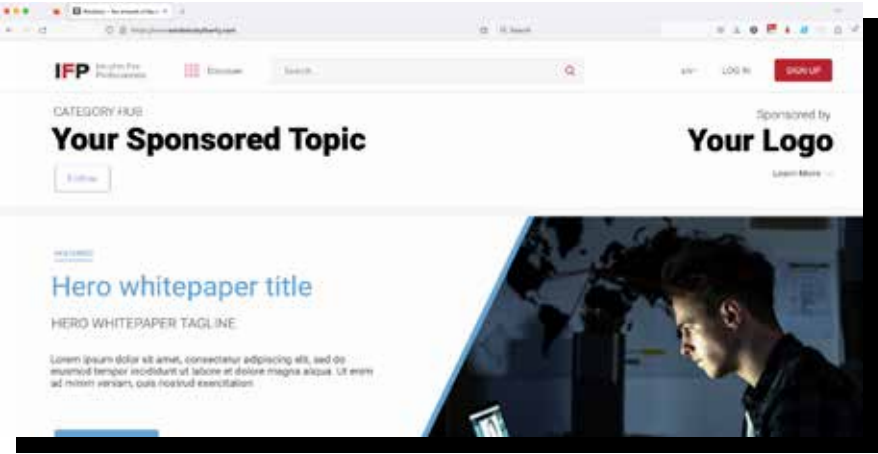 IFP
Discover
Search...
LOG IN
SIGN UP
CATEGORY HUB
Your Sponsored Topic
Follow
Sponsored by
Your Logo
Learn More
FEATURED
Hero whitepaper title
HERO WHITEPAPER TAGLINE
Lorem ipsum dolor sit amet, consectetur adipiscing elit, sed do
eiusmod tempor incididunt ut labore et dolore magna aliqua. Ut enim
ad minim veniam, quis nostrud exercitation